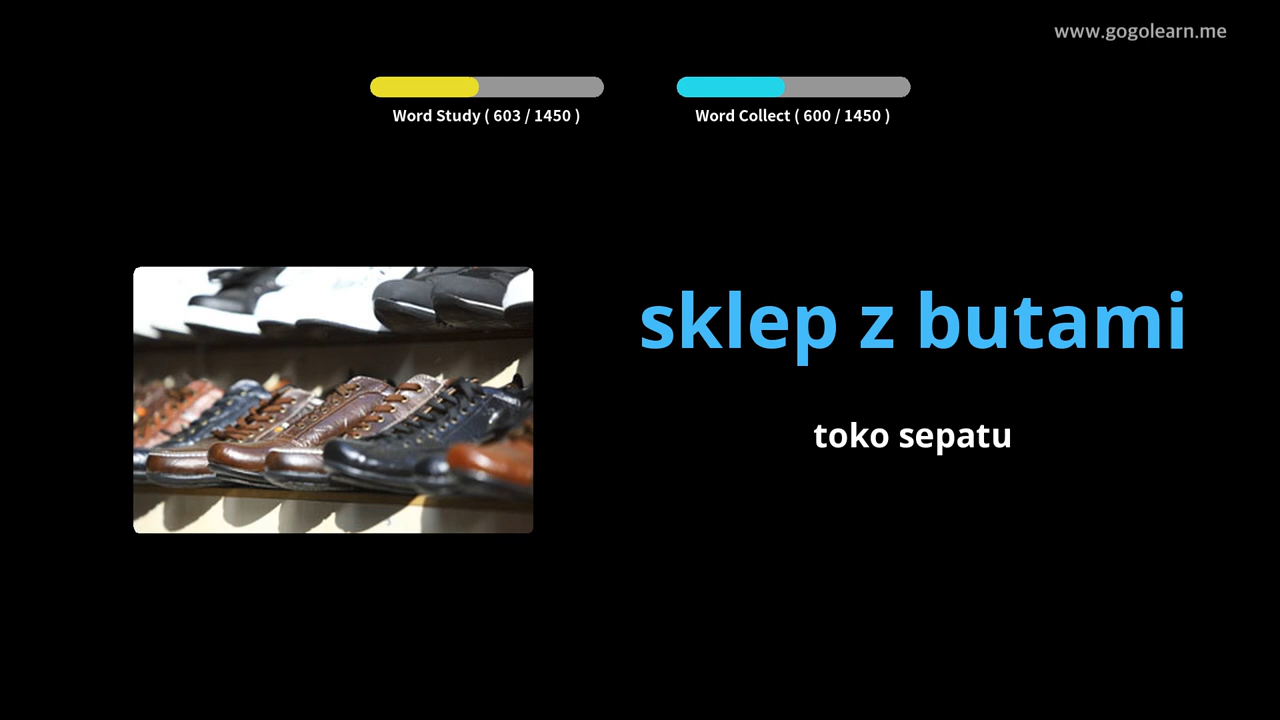 www.gogolearn.me
Word Study ( 603 / 1450 )
Word Collect ( 600 / 1450 )
sklep z butami
toko sepatu